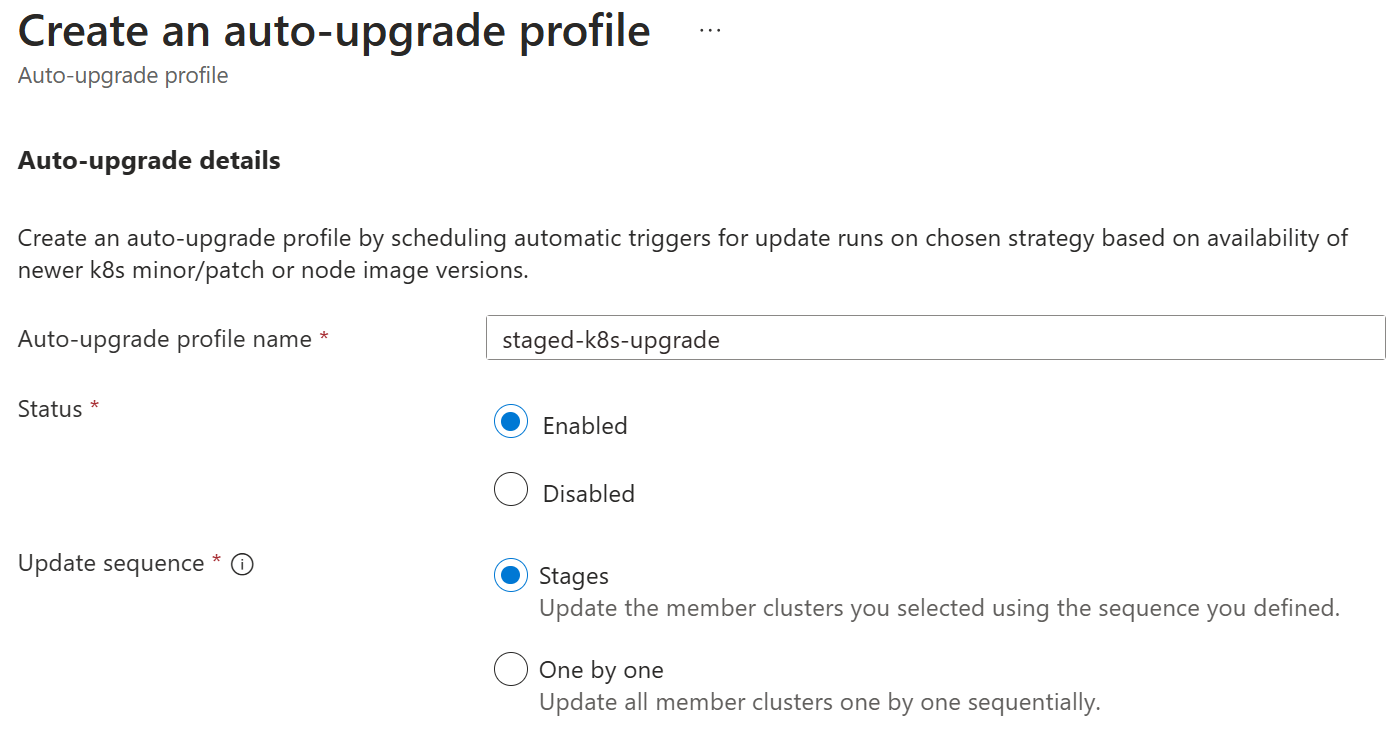 Create an auto-upgrade profile ...
Auto-upgrade profile
Auto-upgrade details
Create an auto-upgrade profile by scheduling automatic triggers for update runs on chosen strategy based on availability of
newer k8s minor/patch or node image versions.
Auto-upgrade profile name *
staged-k8s-upgrade
Status *
Enabled
Disabled
Update sequence *
Stages
Update the member clusters you selected using the sequence you defined.
One by one
Update all member clusters one by one sequentially.